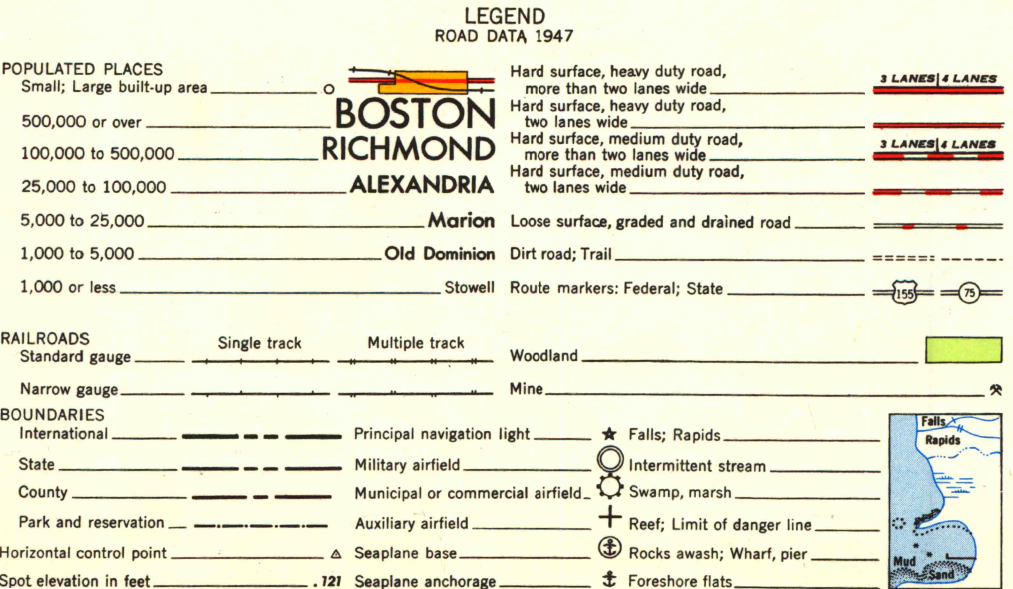 LEGEND
ROAD DATA 1947
POPULATED PLACES
Small; Large built-up area
500,000 or over BOSTON
100,000 to 500,000 RICHMOND
25,000 to 100,000 ALEXANDRIA
5,000 to 25,000 Marion
1,000 to 5,000 Old Dominion
1,000 or less Stowell
Hard surface, heavy duty road,
more than two lanes wide 3 LANES 4 LANES
Hard surface, heavy duty road,
two lanes wide
Hard surface, medium duty road,
more than two lanes wide 3 LANES 4 LANES
Hard surface, medium duty road,
two lanes wide
Loose surface, graded and drained road
Dirt road; Trail
Route markers: Federal; State 155 75
RAILROADS
Single track Multiple track
Standard gauge
Narrow gauge
Woodland
Mine
BOUNDARIES
International
State
County
Park and reservation
Horizontal control point
Spot elevation in feet .121
Principal navigation light
Military airfield
Municipal or commercial airfield
Auxiliary airfield
Seaplane base
Seaplane anchorage
Falls; Rapids
Intermittent stream
Swamp, marsh
Reef; Limit of danger line
Rocks awash; Wharf, pier
Foreshore flats
Falls
Rapids
Mud
Sand